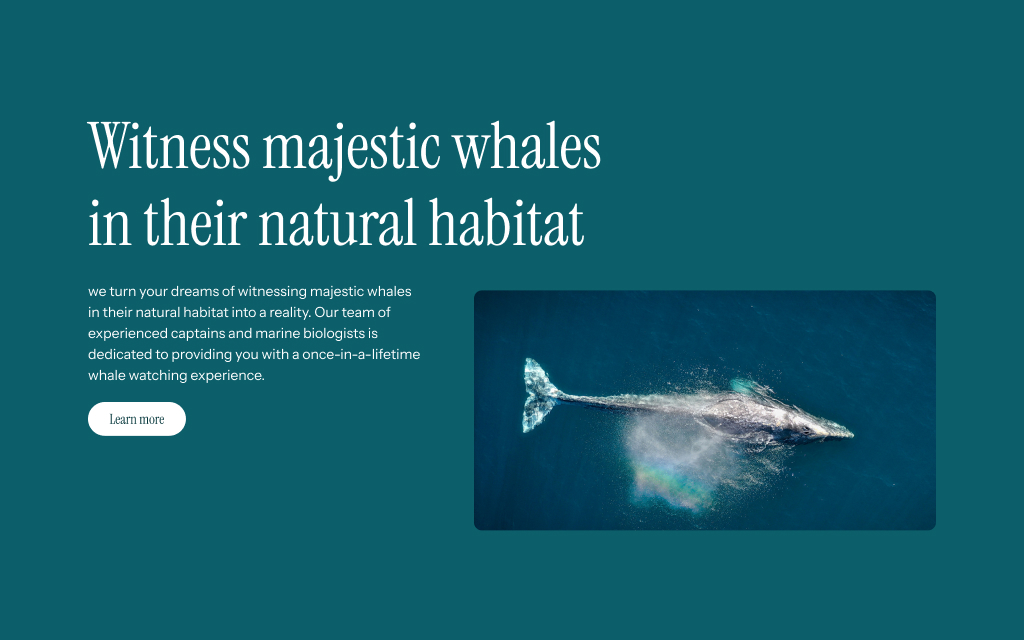 Witness majestic whales
in their natural habitat
we turn your dreams of witnessing majestic whales
in their natural habitat into a reality. Our team of
experienced captains and marine biologists is
dedicated to providing you with a once-in-a-lifetime
whale watching experience.
Learn more